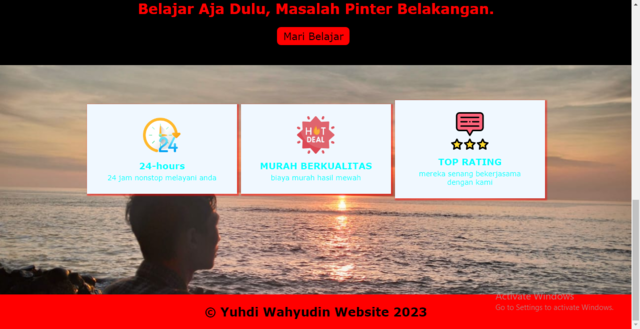 Belajar Aja Dulu, Masalah Pinter Belakangan.
Mari Belajar
24
HOT
DEAL
24-hours
24 jam nonstop melayani anda
MURAH BERKUALITAS
biaya murah hasil mewah
TOP RATING
mereka senang bekerjasama
dengan kami
Activate Windows
Go to Settings to activate Windows.
© Yuhdi Wahyudin Website 2023